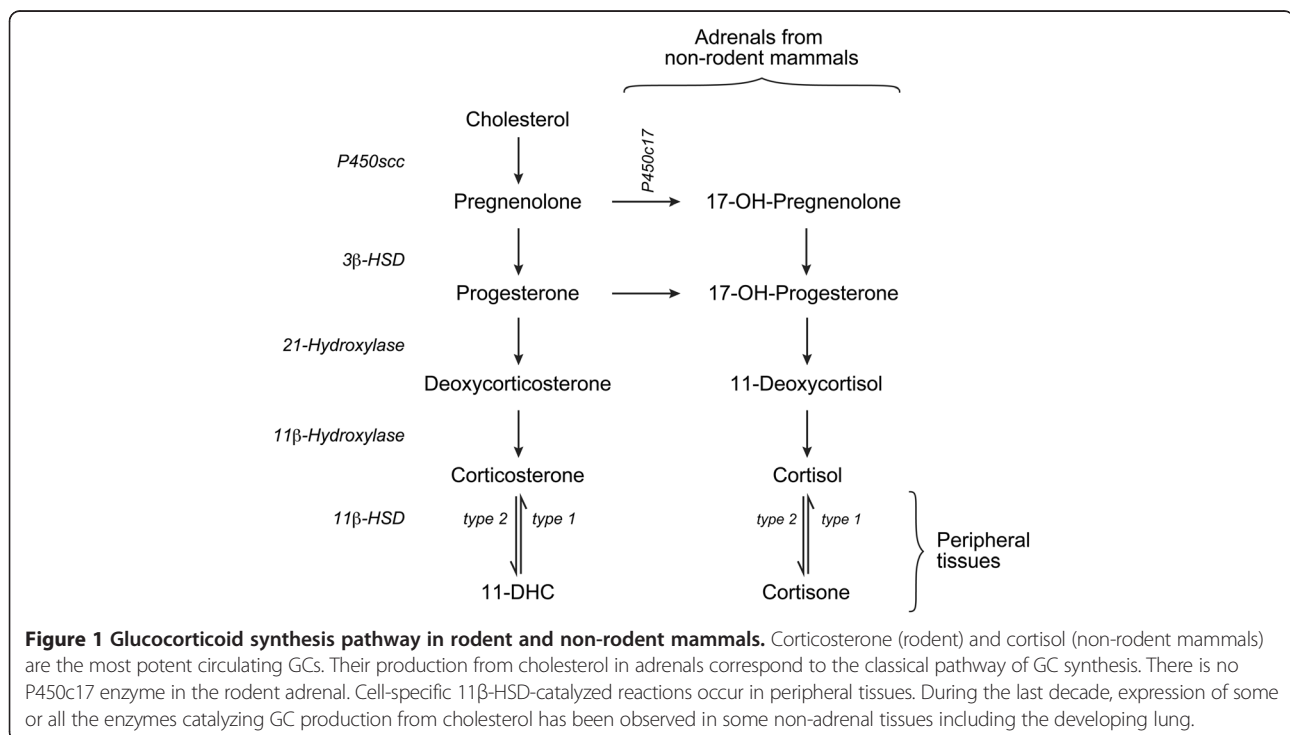 Adrenals from
non-rodent mammals
Cholesterol
P450scc
P450c17
Pregnenolone
17-OH-Pregnenolone
3β-HSD
Progesterone
17-OH-Progesterone
21-Hydroxylase
Deoxycorticosterone
11-Deoxycortisol
11β-Hydroxylase
Corticosterone
Cortisol
11β-HSD
type 2
type 1
type 2
type 1
Peripheral
tissues
11-DHC
Cortisone
Figure 1 Glucocorticoid synthesis pathway in rodent and non-rodent mammals. Corticosterone (rodent) and cortisol (non-rodent mammals)
are the most potent circulating GCs. Their production from cholesterol in adrenals correspond to the classical pathway of GC synthesis. There is no
P450c17 enzyme in the rodent adrenal. Cell-specific 11β-HSD-catalyzed reactions occur in peripheral tissues. During the last decade, expression of some
or all the enzymes catalyzing GC production from cholesterol has been observed in some non-adrenal tissues including the developing lung.